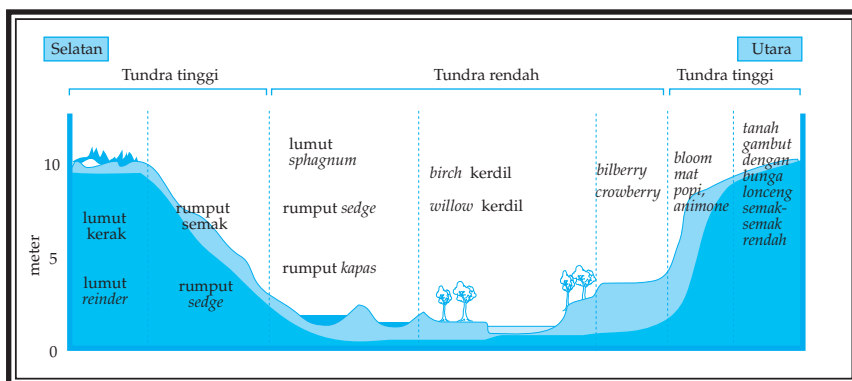 Selatan
Utara
Tundra tinggi
Tundra rendah
Tundra tinggi
meter
10
5
0
lumut
kerak
lumut
reinder
rumput
semak
rumput
sedge
lumut
sphagnum
rumput sedge
rumput kapas
birch kerdil
willow kerdil
bilberry
crowberry
bloom
mat
popi,
animone
tanah
gambut
dengan
bunga
lonceng
semak-
semak
rendah